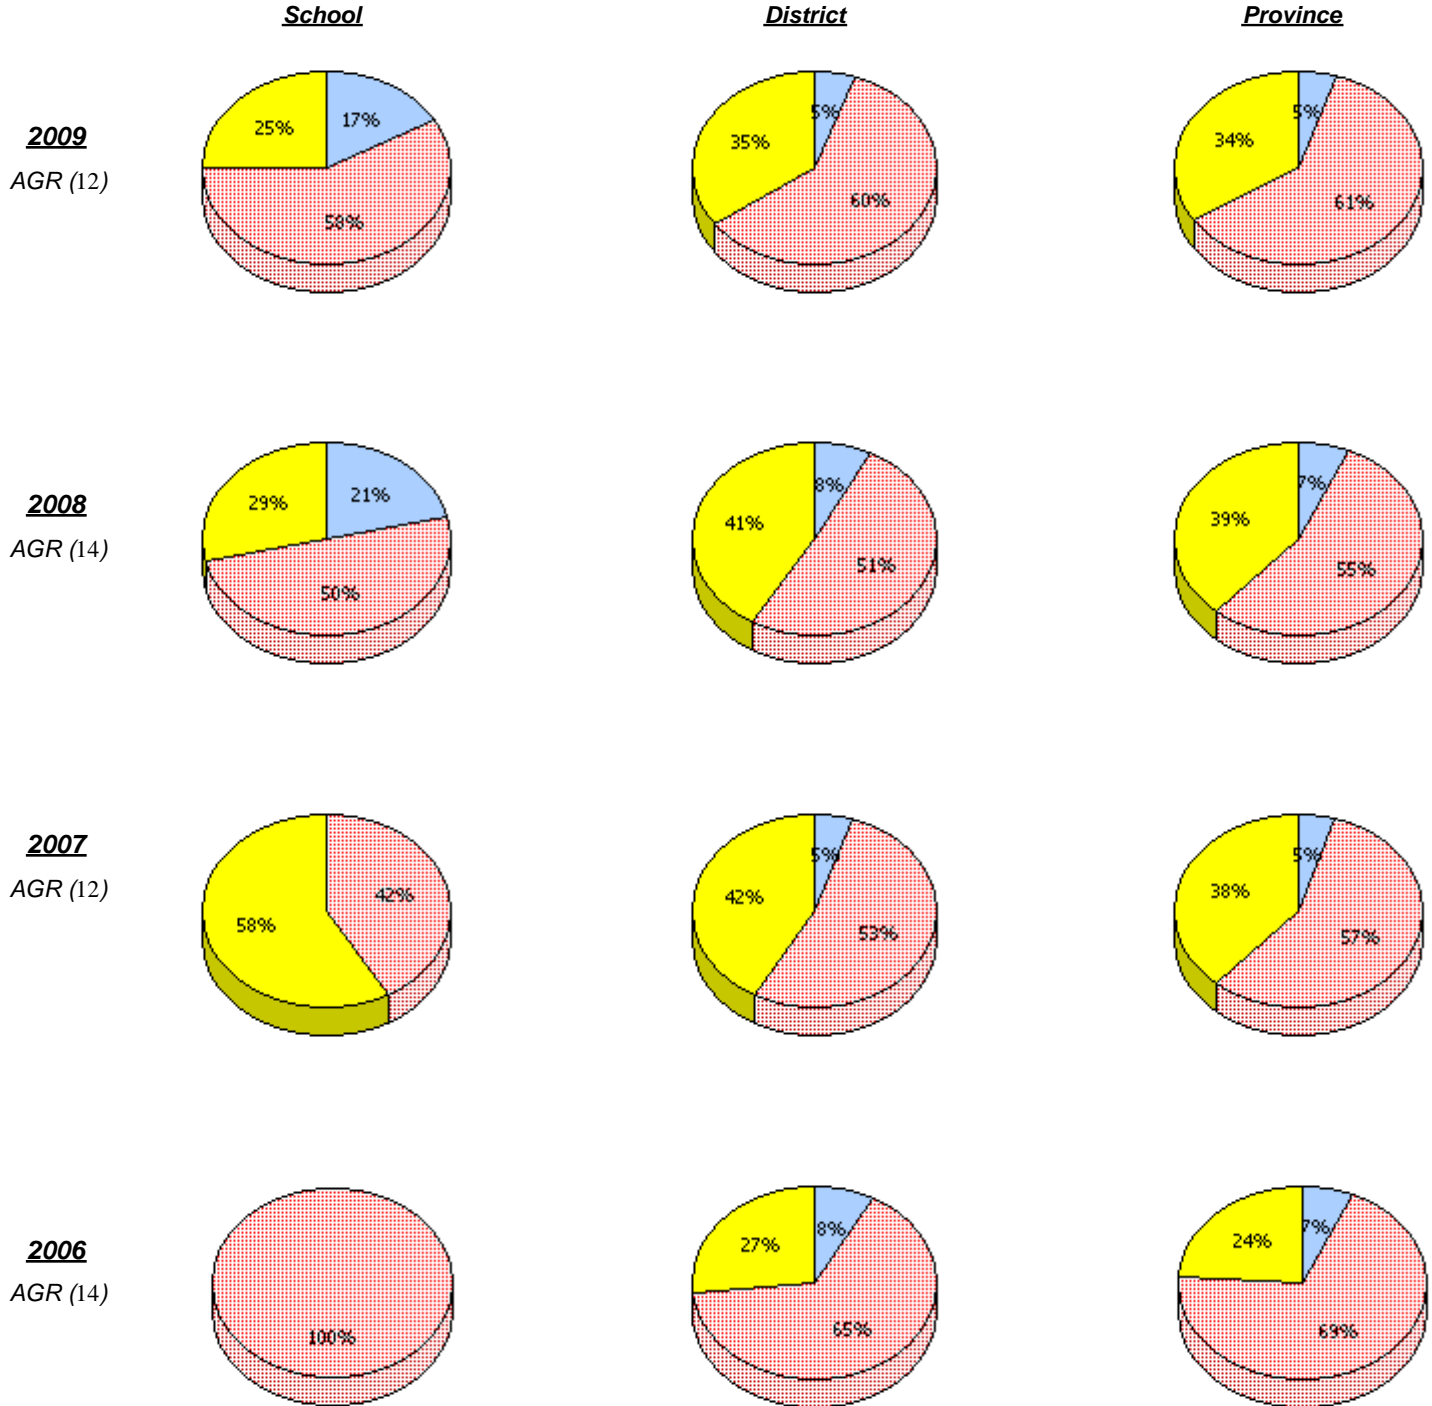 School District Province
25% 17% 35% 5% 34% 5%
2009
AGR (12)
58% 60% 61%
29% 21% 41% 8% 39% 7%
2008
AGR (14)
50% 51% 55%
2007
AGR (12)
58% 42% 42% 5% 53% 38% 5% 57%
2006
AGR (14)
100% 27% 8% 65% 24% 7% 69%